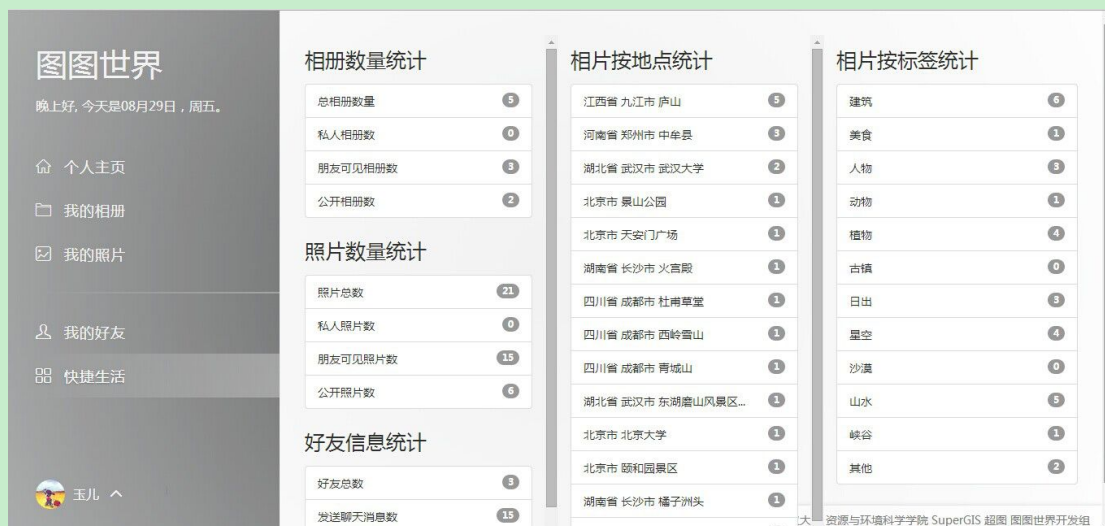 图图世界
晚上好, 今天是08月29日，周五。
个人主页
我的相册
我的照片
我的好友
快捷生活
玉儿
相册数量统计
总相册数量 5
私人相册数 0
朋友可见相册数 3
公开相册数 2
照片数量统计
照片总数 21
私人照片数 0
朋友可见照片数 15
公开照片数 6
好友信息统计
好友总数 3
发送聊天消息数 15
相片按地点统计
江西省 九江市 庐山 5
河南省 郑州市 中牟县 3
湖北省 武汉市 武汉大学 2
北京市 景山公园 1
北京市 天安门广场 1
湖南省 长沙市 火宫殿 1
四川省 成都市 杜甫草堂 1
四川省 成都市 西岭雪山 1
四川省 成都市 青城山 1
湖北省 武汉市 东湖磨山风景区... 1
北京市 北京大学 1
北京市 颐和园景区 1
湖南省 长沙市 橘子洲头 1
相片按标签统计
建筑 6
美食 1
人物 3
动物 1
植物 4
古镇 0
日出 3
星空 4
沙漠 0
山水 5
峡谷 1
其他 2
大 资源与环境科学学院 SuperGIS 超图 图图世界开发组